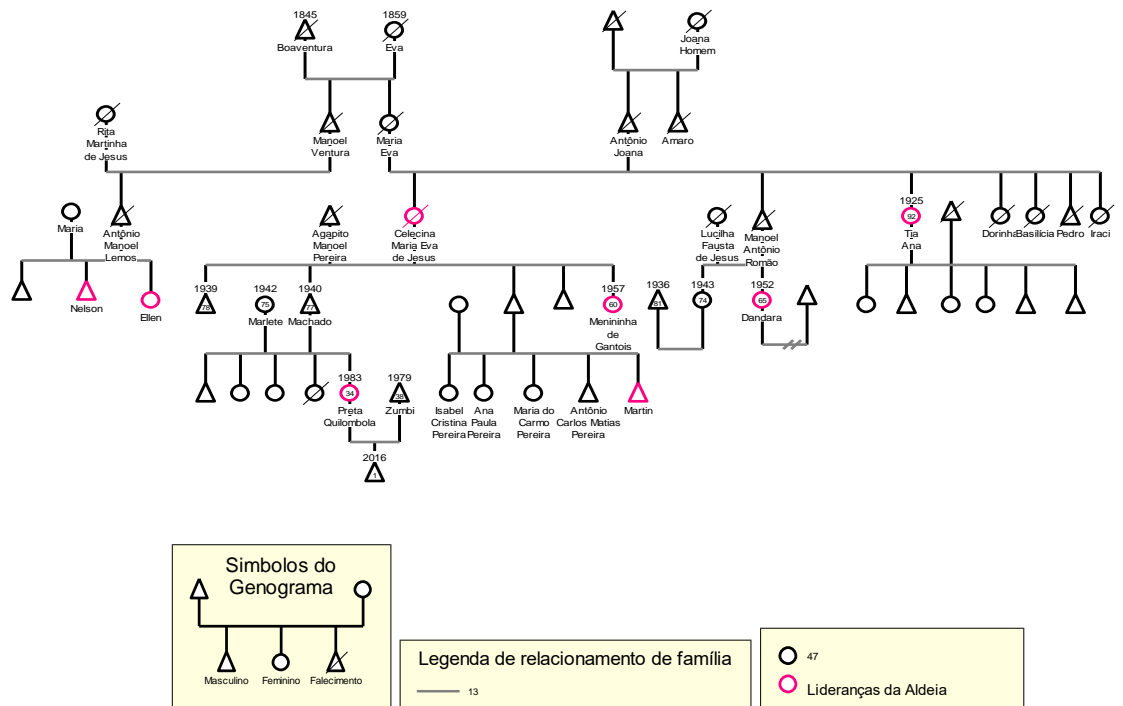 1845
Boaventura
1859
Eva
Joana
Homem
Rita
Martinha
de Jesus
Manoel
Ventura
Maria
Eva
Antônio
Joana
Amaro
Maria
Antônio
Manoel
Lemos
Agapito
Manoel
Pereira
Celecina
Maria Eva
de Jesus
Lucilha
Fausta
de Jesus
Manoel
Antônio
Romão
1925
92
Tia
Ana
Dorinha
Basilícia
Pedro
Iraci
Nelson
Ellen
1939
78
1942
75
Marlete
1940
77
Machado
1957
60
Menininha
de
Gantois
1936
81
1943
74
1952
65
Dandara
1983
34
Preta
Quilombola
1979
38
Zumbi
Isabel
Cristina
Pereira
Ana
Paula
Pereira
Maria do
Carmo
Pereira
Antônio
Carlos Matias
Pereira
Martin
2016
1
Simbolos do
Genograma
Masculino
Feminino
Falecimento
Legenda de relacionamento de família
13
47
Lideranças da Aldeia